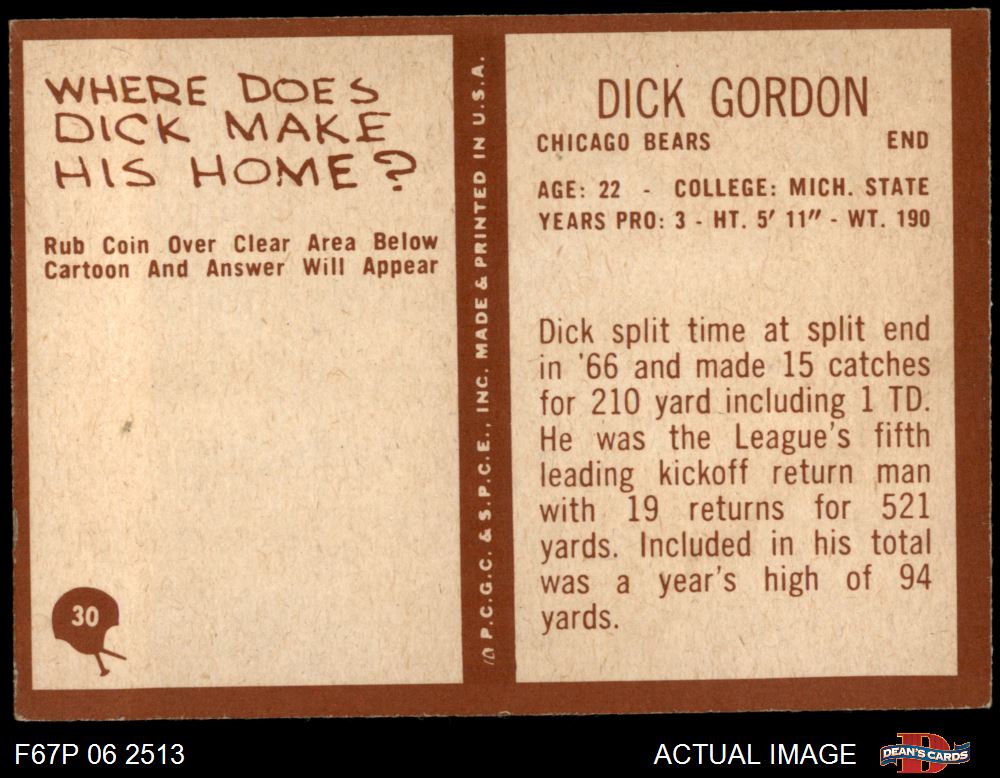 WHERE DOES
DICK MAKE
HIS HOME?
Rub Coin Over Clear Area Below
Cartoon And Answer Will Appear
30
P.C.G.C. & S.P.C.E., INC. MADE & PRINTED IN U.S.A.
DICK GORDON
CHICAGO BEARS END
AGE: 22 - COLLEGE: MICH. STATE
YEARS PRO: 3 - HT. 5' 11" - WT. 190
Dick split time at split end
in '66 and made 15 catches
for 210 yard including 1 TD.
He was the League's fifth
leading kickoff return man
with 19 returns for 521
yards. Included in his total
was a year's high of 94
yards.
F67P 06 2513
ACTUAL IMAGE
D
DEAN'S CARDS